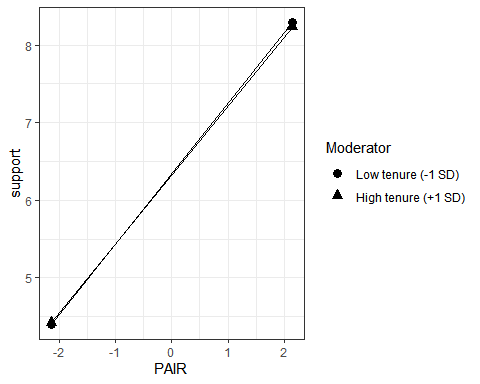 support
8
7
6
5
-2 -1 0 1 2
PAIR
Moderator
Low tenure (-1 SD)
High tenure (+1 SD)